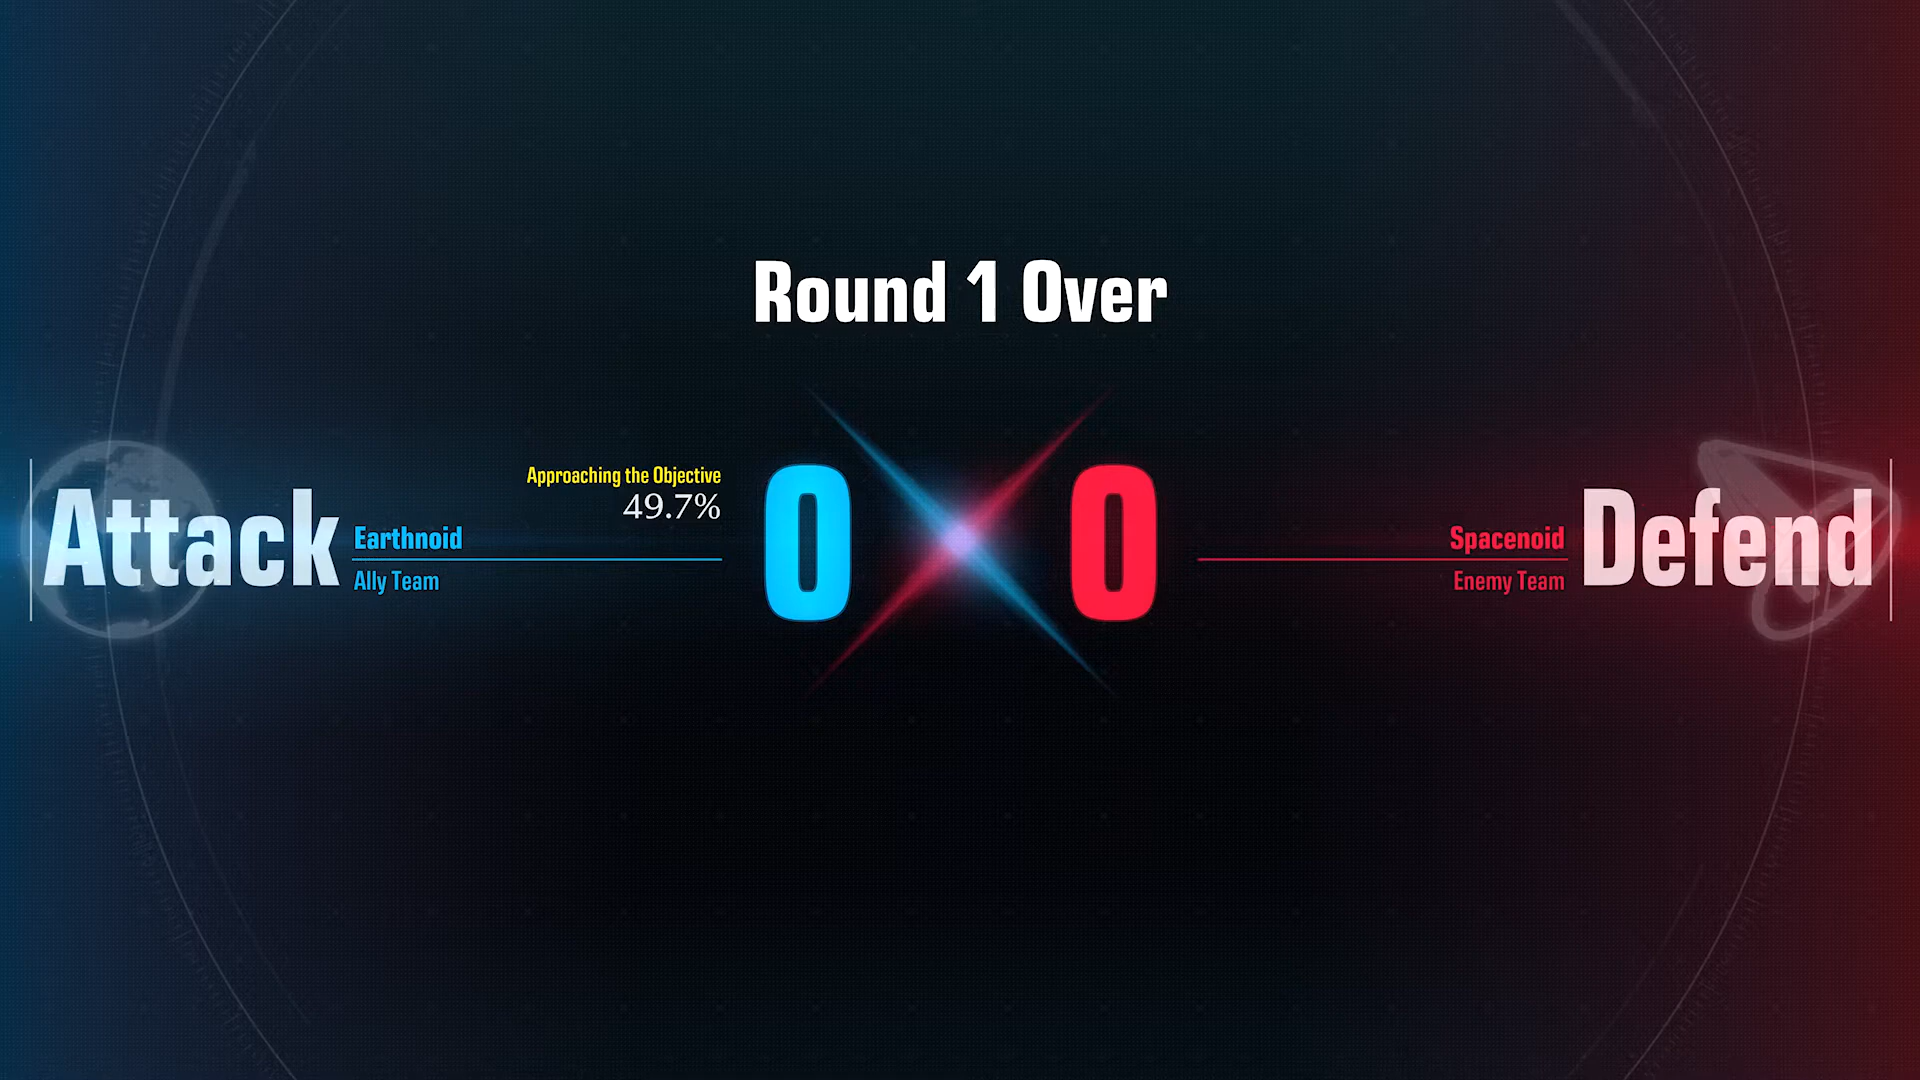 Round 1 Over
Attack
Earthnoid
Ally Team
Approaching the Objective
49.7%
0
0
Spacenoid
Enemy Team
Defend